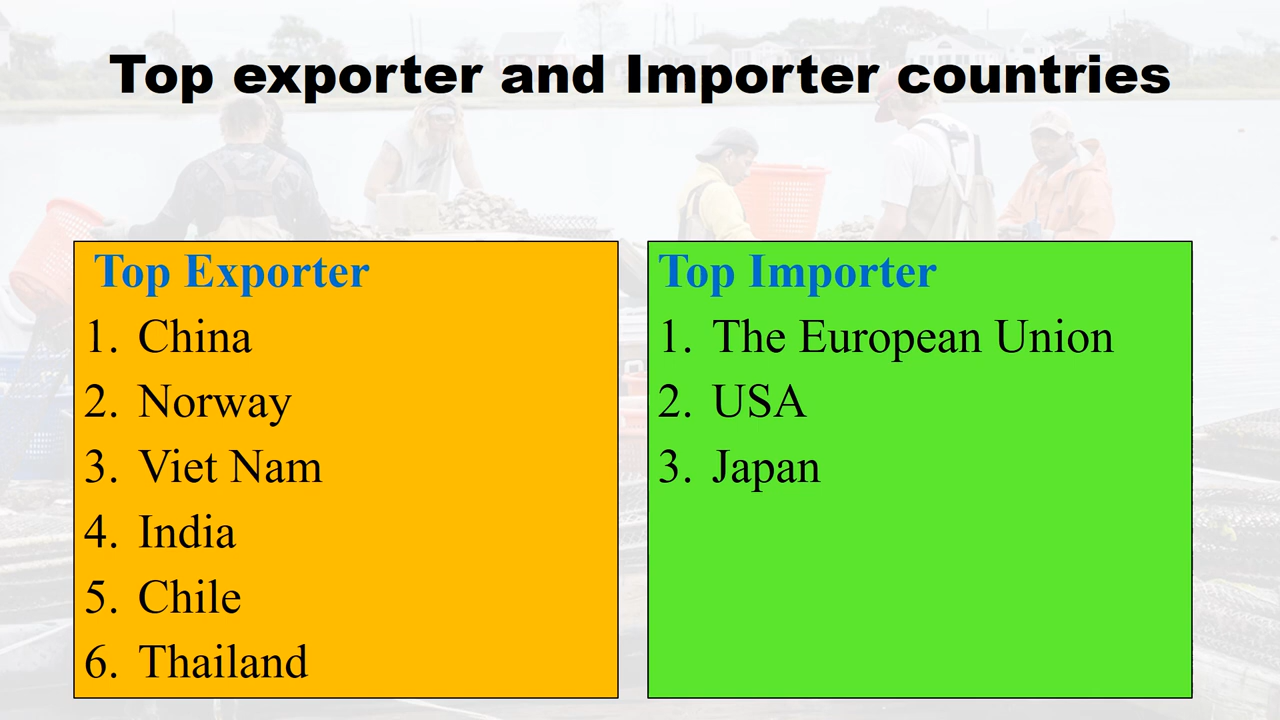 Top exporter and Importer countries
Top Exporter
1. China
2. Norway
3. Viet Nam
4. India
5. Chile
6. Thailand
Top Importer
1. The European Union
2. USA
3. Japan